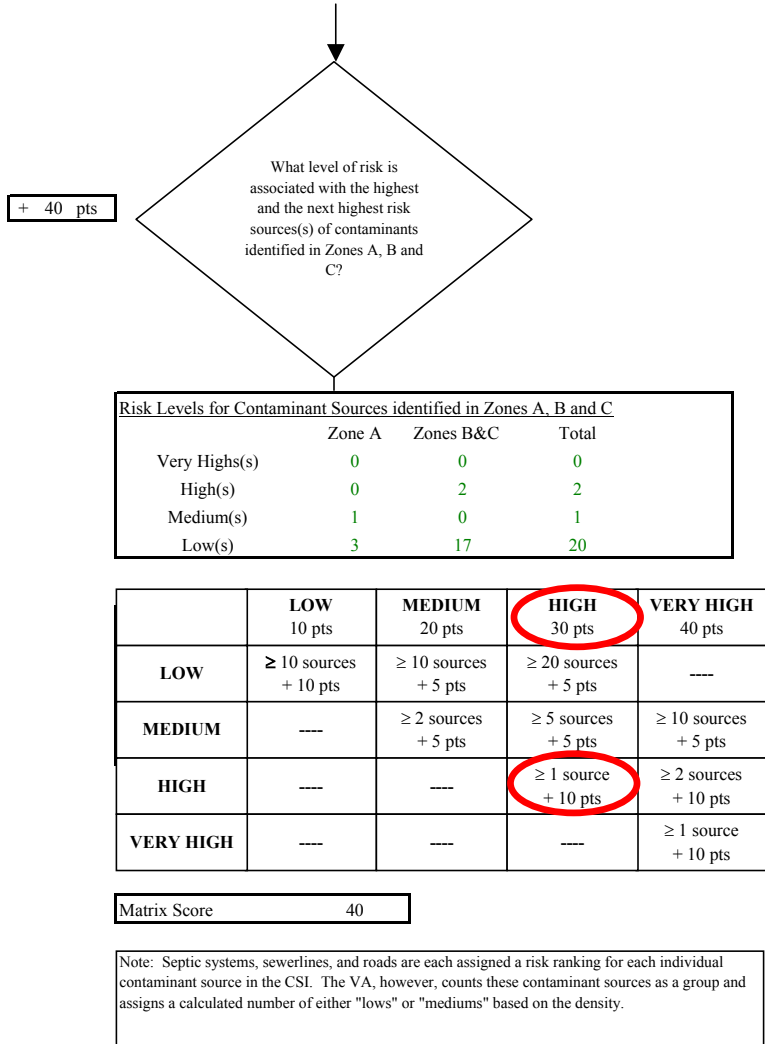 What level of risk is
associated with the highest
and the next highest risk
sources(s) of contaminants
identified in Zones A, B and
C?
+ 40 pts
Risk Levels for Contaminant Sources identified in Zones A, B and C
Zone A Zones B&C Total
Very Highs(s) 0 0 0
High(s) 0 2 2
Medium(s) 1 0 1
Low(s) 3 17 20
LOW MEDIUM HIGH VERY HIGH
10 pts 20 pts 30 pts 40 pts
LOW ≥ 10 sources ≥ 10 sources ≥ 20 sources ----
+ 10 pts + 5 pts + 5 pts
MEDIUM ---- ≥ 2 sources ≥ 5 sources ≥ 10 sources
+ 5 pts + 5 pts + 5 pts
HIGH ---- ---- ≥ 1 source ≥ 2 sources
+ 10 pts + 10 pts
VERY HIGH ---- ---- ---- ≥ 1 source
+ 10 pts
Matrix Score 40
Note: Septic systems, sewerlines, and roads are each assigned a risk ranking for each individual
contaminant source in the CSI. The VA, however, counts these contaminant sources as a group and
assigns a calculated number of either "lows" or "mediums" based on the density.